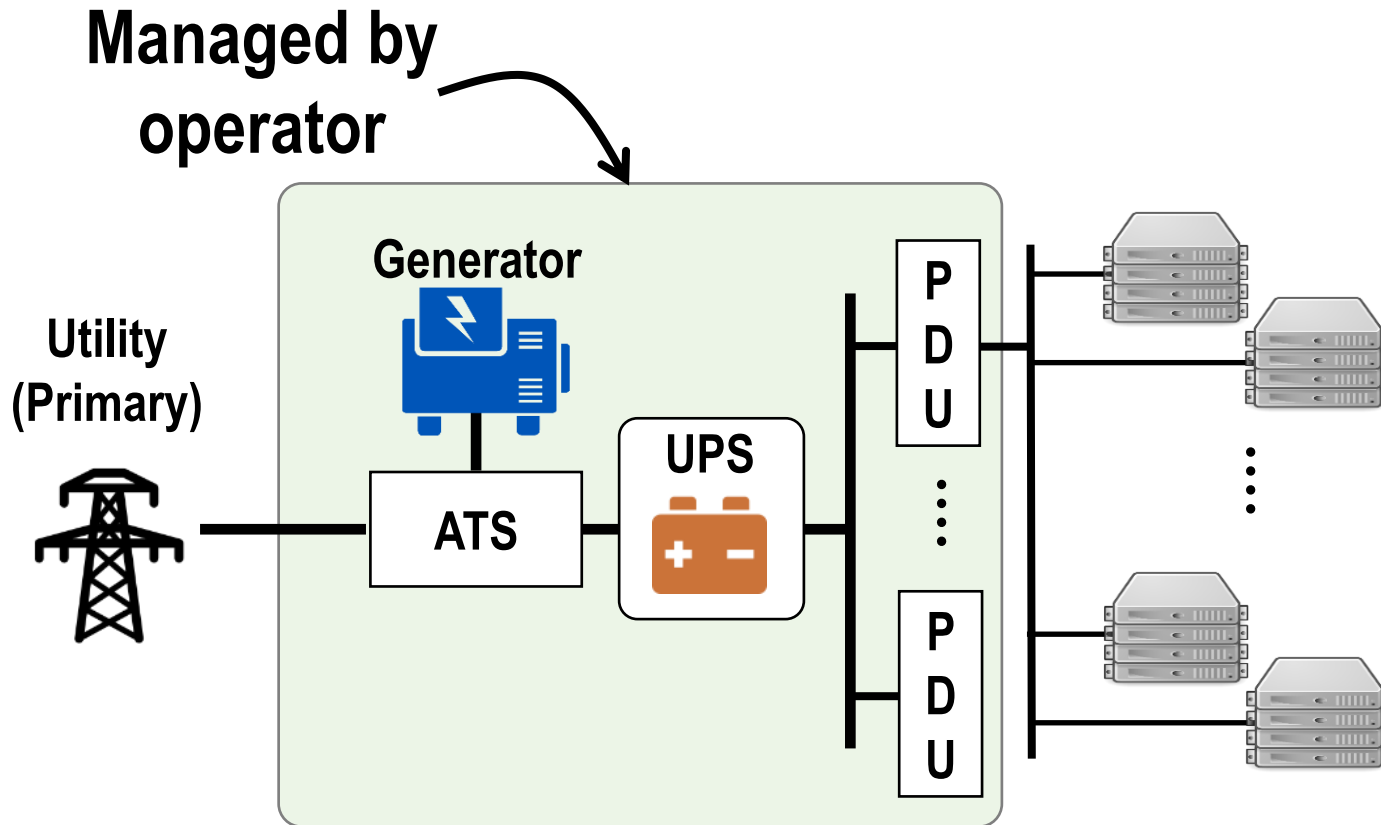 Managed by
operator
Generator
Utility
(Primary)
ATS
UPS
P
D
U
P
D
U